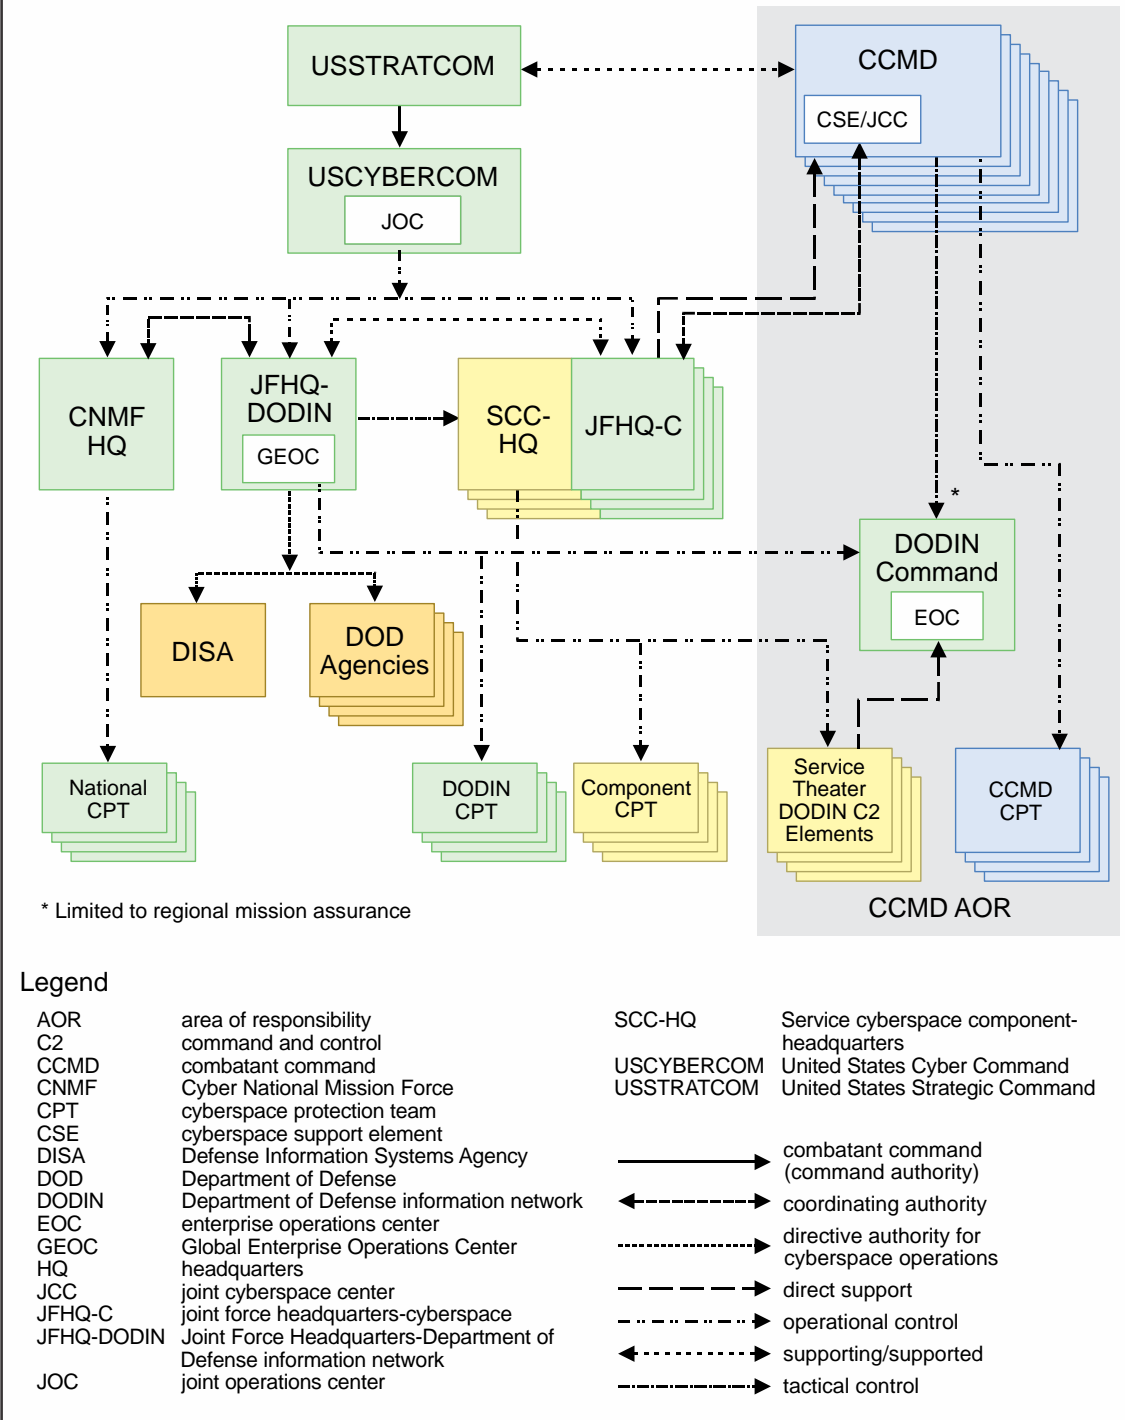 USSTRATCOM
CCMD
CSE/JCC
USCYBERCOM
JOC
CNMF
HQ
JFHQ-
DODIN
GEOC
SCC-
HQ
JFHQ-C
*
DODIN
Command
EOC
DISA
DOD
Agencies
National
CPT
DODIN
CPT
Component
CPT
Service
Theater
DODIN C2
Elements
CCMD
CPT
* Limited to regional mission assurance
CCMD AOR
Legend
AOR area of responsibility
C2 command and control
CCMD combatant command
CNMF Cyber National Mission Force
CPT cyberspace protection team
CSE cyberspace support element
DISA Defense Information Systems Agency
DOD Department of Defense
DODIN Department of Defense information network
EOC enterprise operations center
GEOC Global Enterprise Operations Center
HQ headquarters
JCC joint cyberspace center
JFHQ-C joint force headquarters-cyberspace
JFHQ-DODIN Joint Force Headquarters-Department of
Defense information network
JOC joint operations center
SCC-HQ Service cyberspace component-
headquarters
USCYBERCOM United States Cyber Command
USSTRATCOM United States Strategic Command
combatant command
(command authority)
coordinating authority
directive authority for
cyberspace operations
direct support
operational control
supporting/supported
tactical control